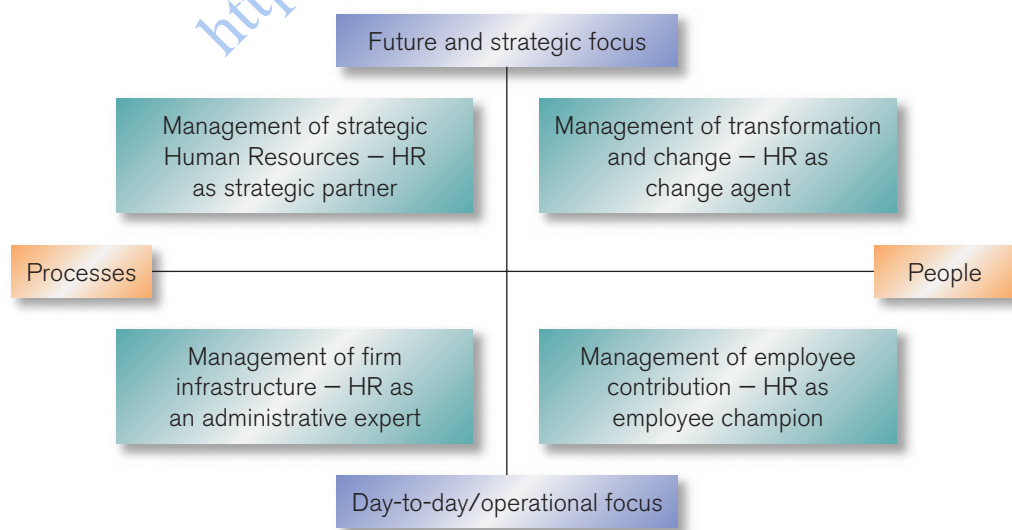 http
Future and strategic focus
Management of strategic
Human Resources – HR
as strategic partner
Management of transformation
and change – HR as
change agent
Processes
People
Management of firm
infrastructure – HR as
an administrative expert
Management of employee
contribution – HR as
employee champion
Day-to-day/operational focus